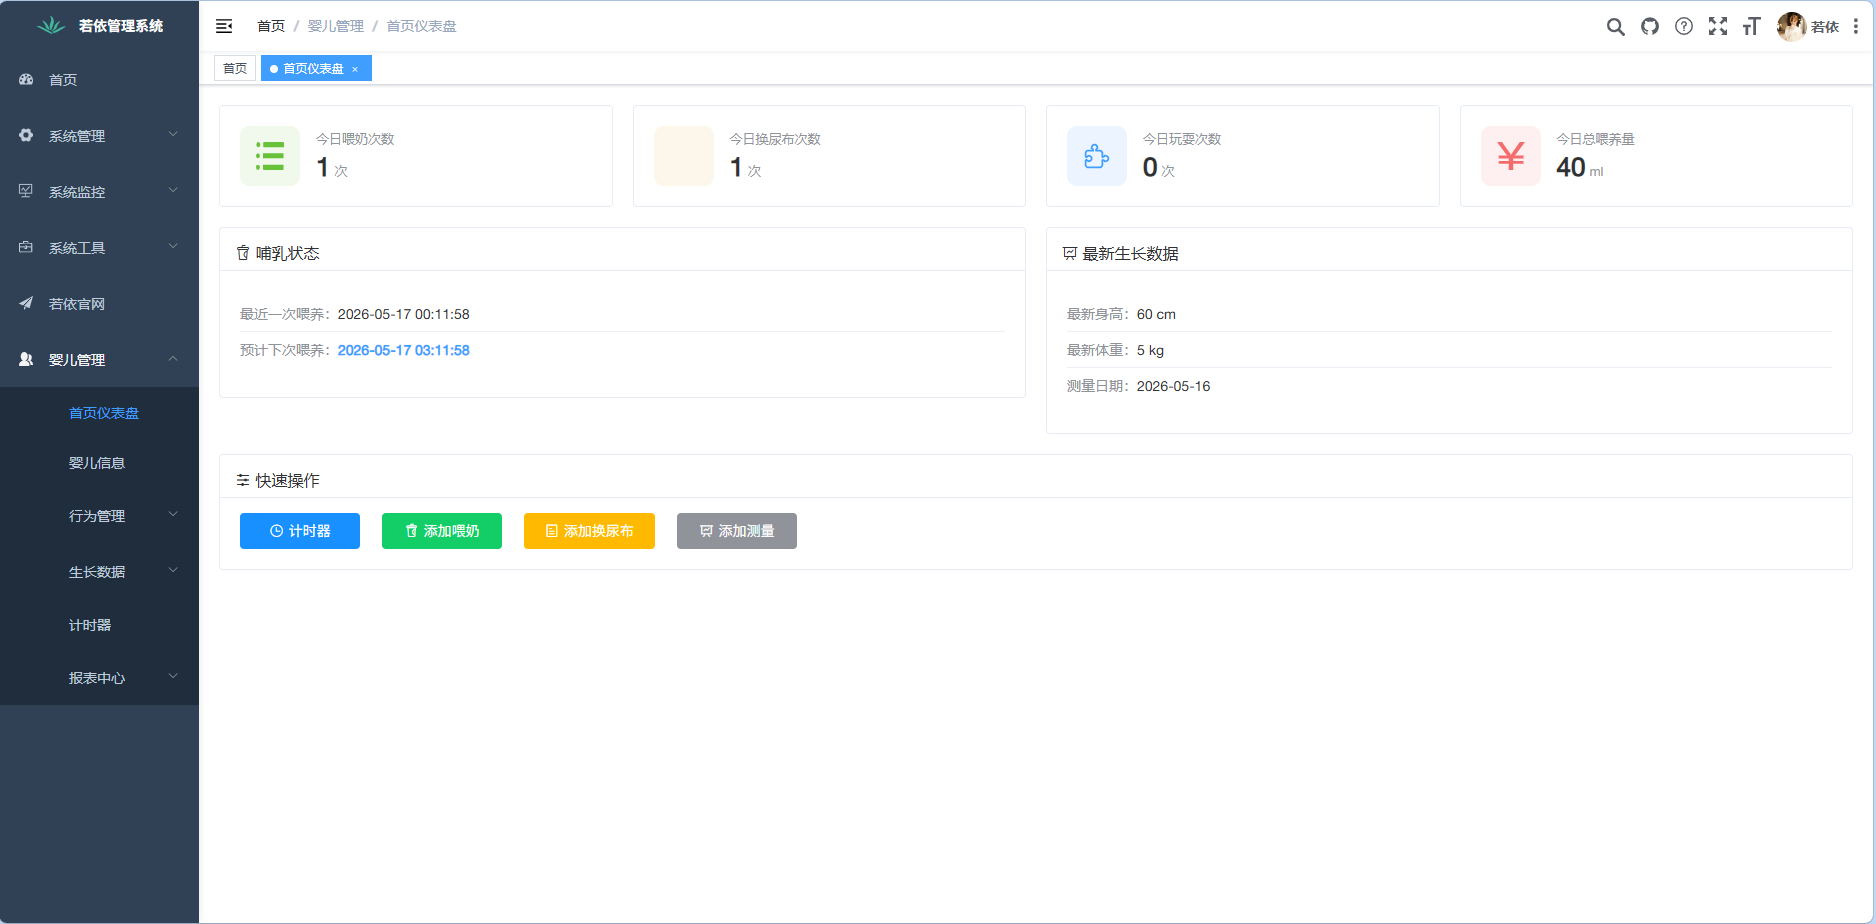 若依管理系统
首页
系统管理
系统监控
系统工具
若依官网
婴儿管理
首页仪表盘
婴儿信息
行为管理
生长数据
计时器
报表中心
首页 / 婴儿管理 / 首页仪表盘
若依
首页
首页仪表盘 ×
今日喂奶次数
1 次
今日换尿布次数
1 次
今日玩耍次数
0 次
今日总喂养量
40 ml
哺乳状态
最近一次喂养：2026-05-17 00:11:58
预计下次喂养：2026-05-17 03:11:58
最新生长数据
最新身高：60 cm
最新体重：5 kg
测量日期：2026-05-16
快速操作
计时器
添加喂奶
添加换尿布
添加测量